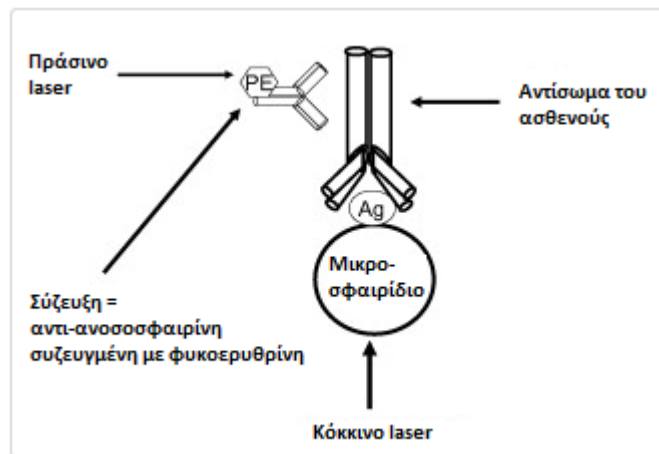 Πράσινο
laser
PE
Αντίσωμα του
ασθενούς
Ag
Μικρο-
σφαιρίδιο
Σύζευξη =
αντι-ανοσοσφαιρίνη
συζευγμένη με φυκοερυθρίνη
Κόκκινο laser